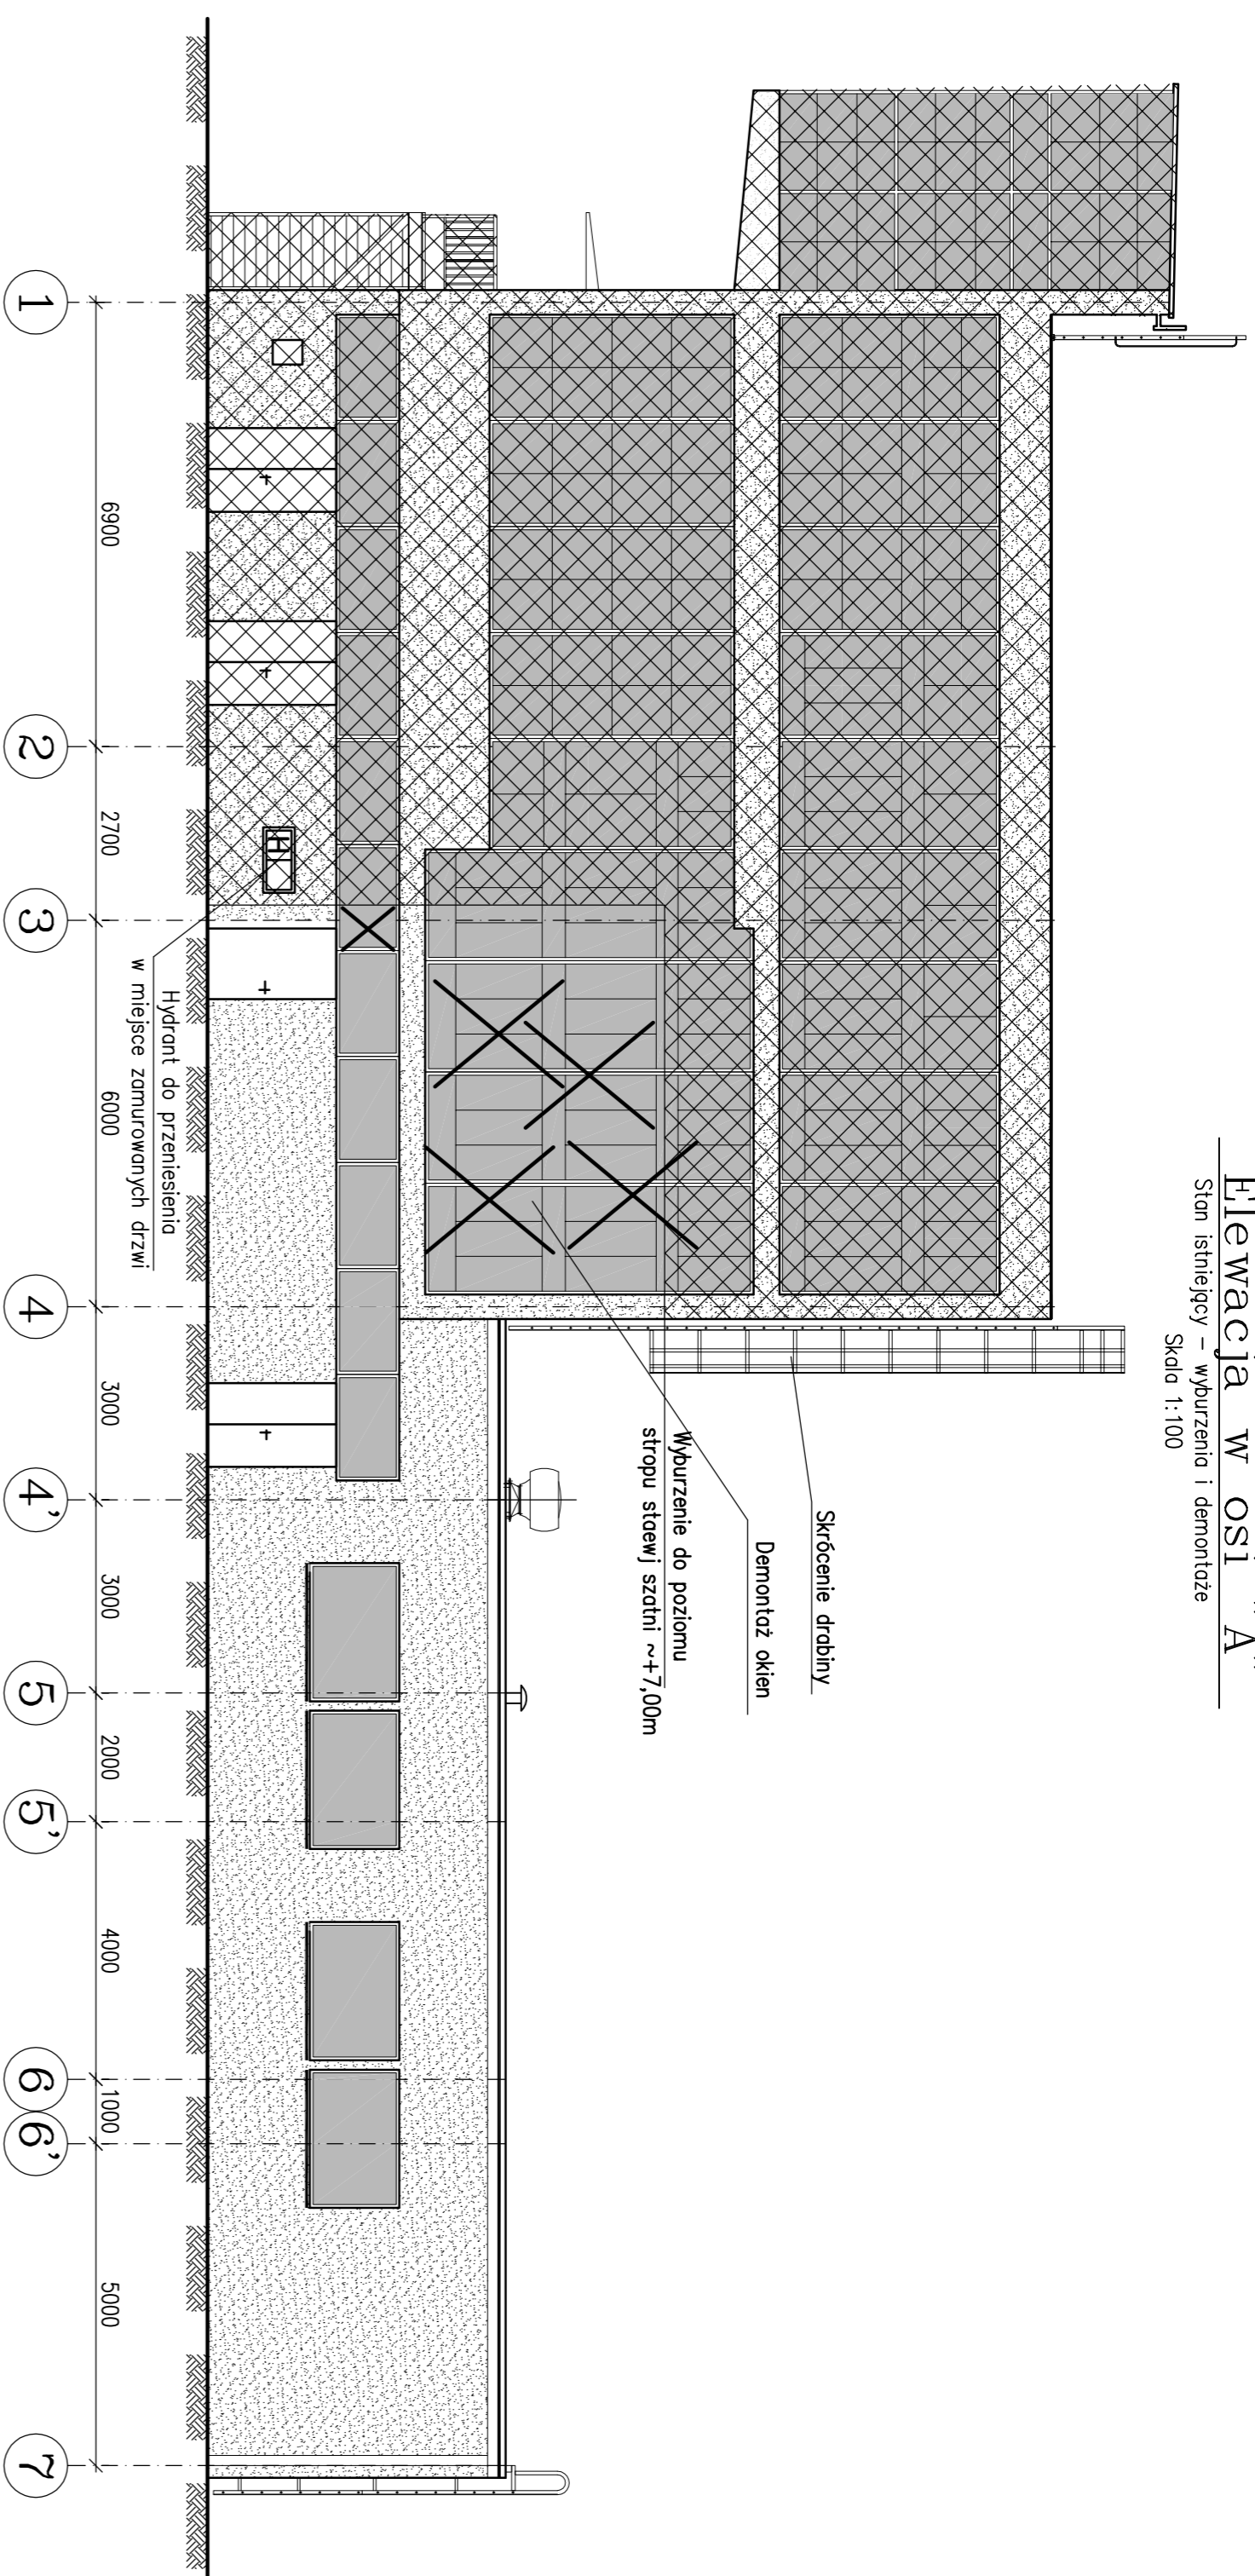 Elewacja w osi "A"
Stan istniejący – wyburzenia i demontaże
Skala 1:100
Skrócenie drabiny
Demontaż okien
Wyburzenie do poziomu
stropu staewj szatni ~+7,00m
H
Hydrant do przeniesienia
w miejsce zamurowanych drzwi
6900 2700 6000 3000 3000 2000 4000 1000 5000
1 2 3 4 4' 5 5' 6 6' 7